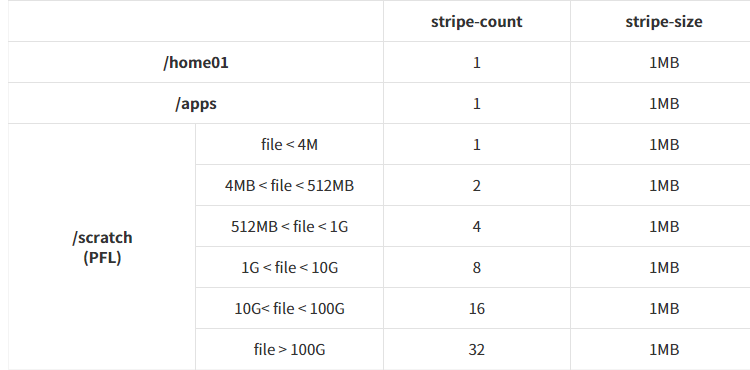 stripe-count stripe-size
/home01 1 1MB
/apps 1 1MB
/scratch
(PFL)
file < 4M 1 1MB
4MB < file < 512MB 2 1MB
512MB < file < 1G 4 1MB
1G < file < 10G 8 1MB
10G< file < 100G 16 1MB
file > 100G 32 1MB